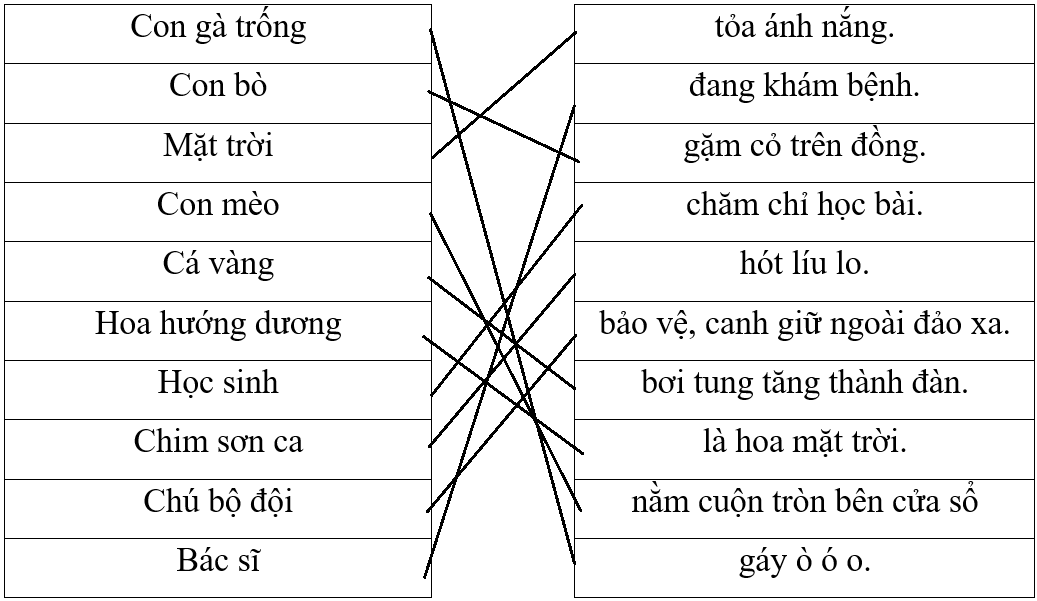 Con gà trống tỏa ánh nắng.
Con bò đang khám bệnh.
Mặt trời gặm cỏ trên đồng.
Con mèo chăm chỉ học bài.
Cá vàng hót líu lo.
Hoa hướng dương bảo vệ, canh giữ ngoài đảo xa.
Học sinh bơi tung tăng thành đàn.
Chim sơn ca là hoa mặt trời.
Chú bộ đội nằm cuộn tròn bên cửa sổ
Bác sĩ gáy ò ó o.